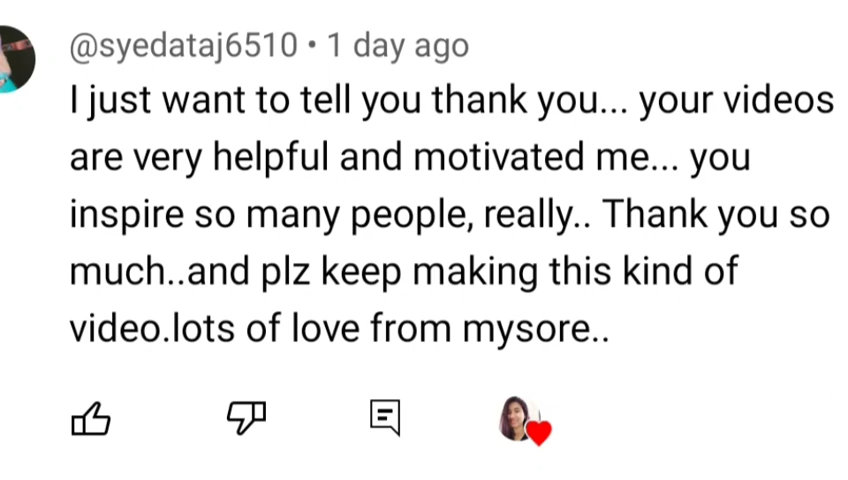 @syedataj6510 • 1 day ago
I just want to tell you thank you... your videos
are very helpful and motivated me... you
inspire so many people, really.. Thank you so
much..and plz keep making this kind of
video.lots of love from mysore..